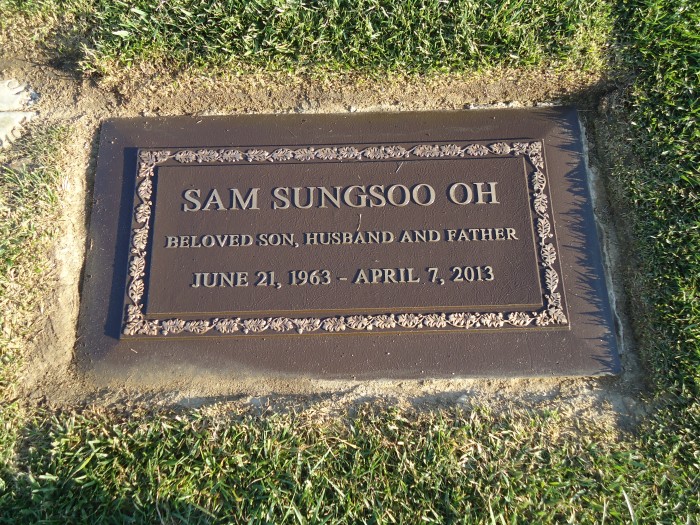 SAM SUNGSOO OH
BELOVED SON, HUSBAND AND FATHER
JUNE 21, 1963 - APRIL 7, 2013